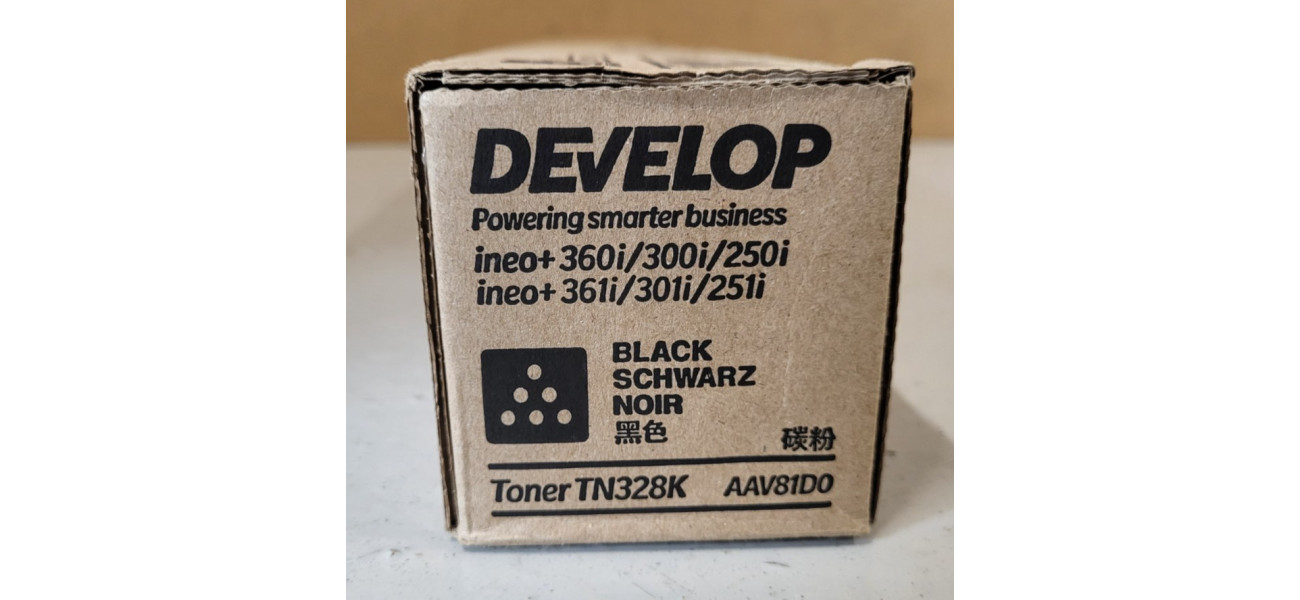 DEVELOP
Powering smarter business
ineo+ 360i/300i/250i
ineo+ 361i/301i/251i
BLACK
SCHWARZ
NOIR
黑色
碳粉
Toner TN328K AAV81D0